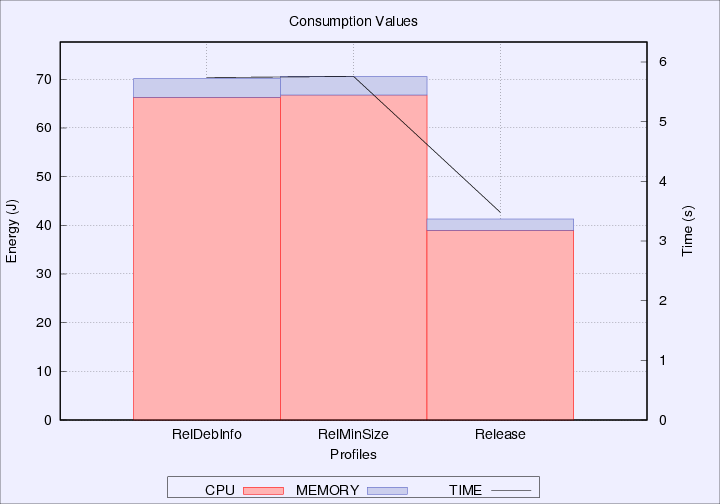 Consumption Values
70
60
50
40
30
20
10
0
Energy (J)
6
5
4
3
2
1
0
Time (s)
RelDebInfo RelMinSize Release
Profiles
CPU MEMORY TIME